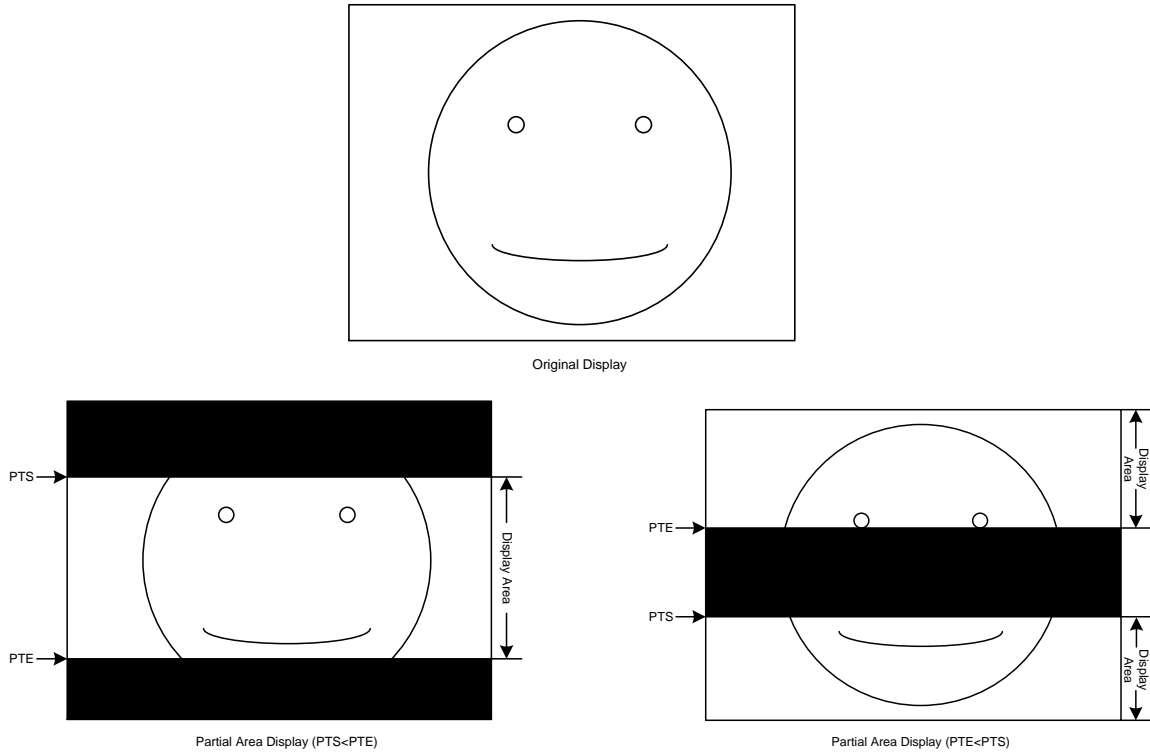 Original Display
PTS
PTE
Display Area
Partial Area Display (PTS<PTE)
PTE
PTS
Display
Area
Display
Area
Partial Area Display (PTE<PTS)